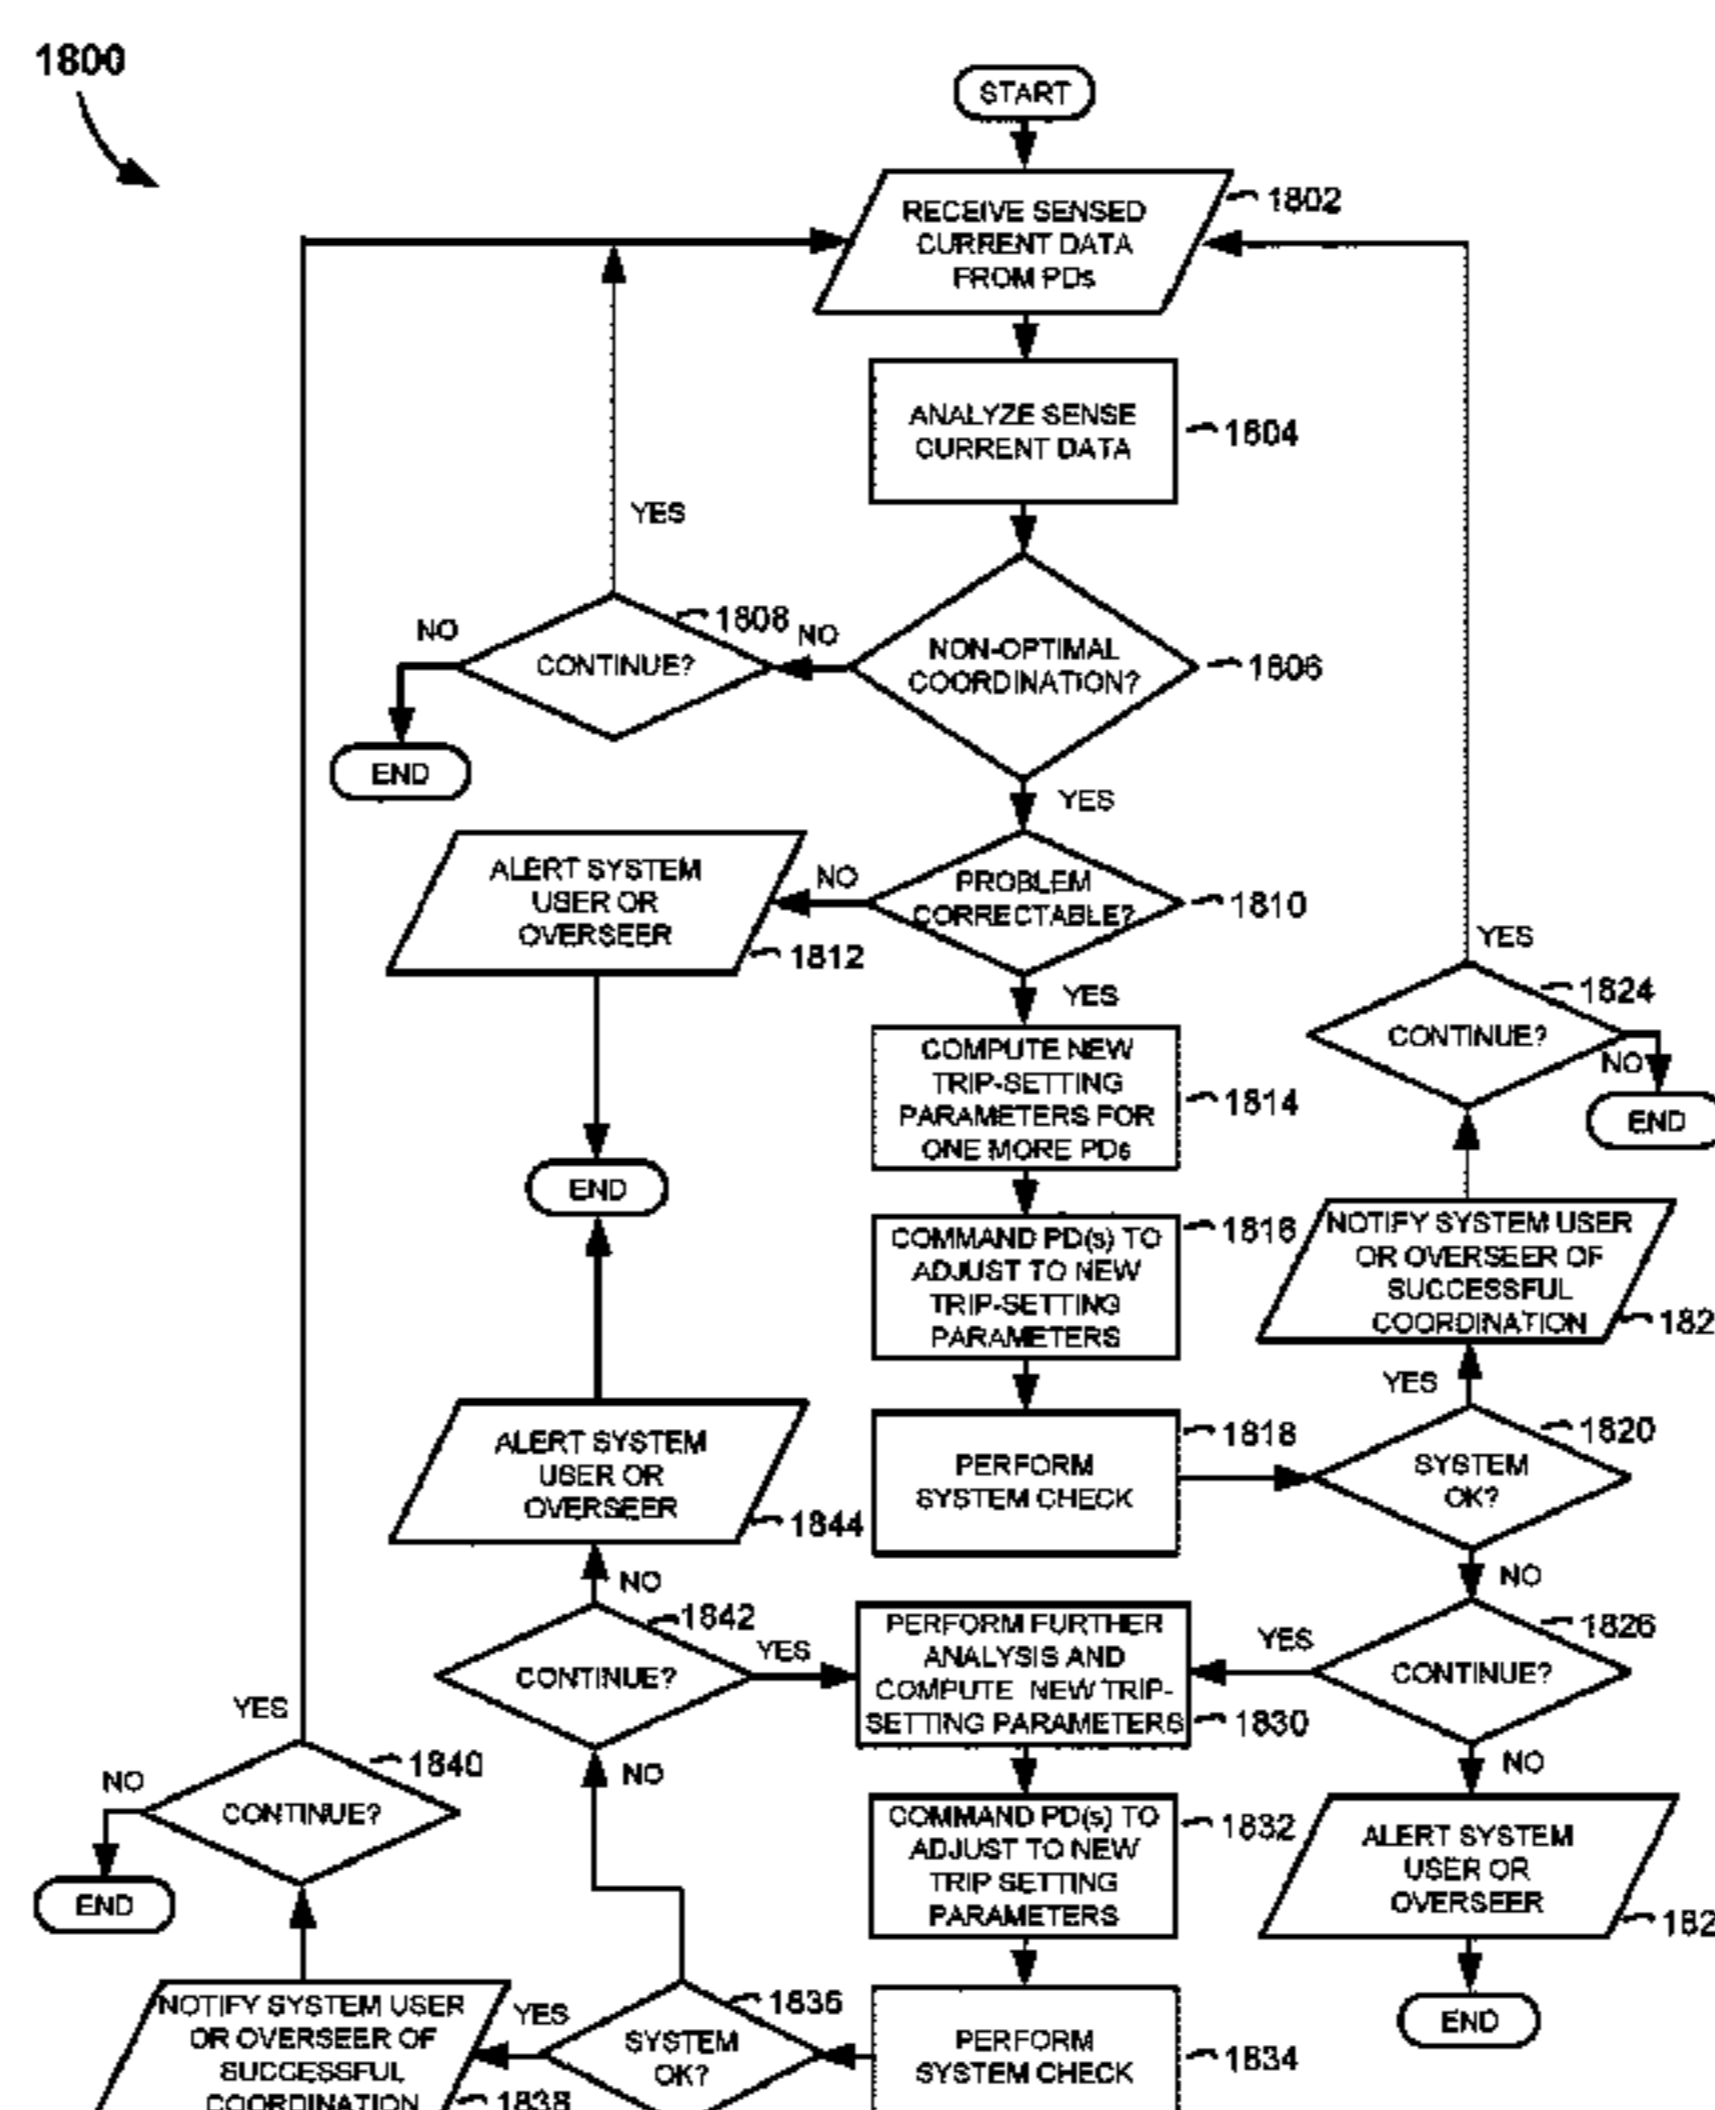 1800
START
RECEIVE SENSED
CURRENT DATA
FROM PDs
1802
ANALYZE SENSE
CURRENT DATA
1804
YES
NON-OPTIMAL
COORDINATION?
1806
NO
CONTINUE?
1808
NO
END
YES
PROBLEM
CORRECTABLE?
1810
NO
ALERT SYSTEM
USER OR
OVERSEER
1812
END
YES
COMPUTE NEW
TRIP-SETTING
PARAMETERS FOR
ONE MORE PDs
1814
YES
CONTINUE?
1824
NO
END
COMMAND PD(s) TO
ADJUST TO NEW
TRIP-SETTING
PARAMETERS
1816
NOTIFY SYSTEM USER
OR OVERSEER OF
SUCCESSFUL
COORDINATION
182
YES
PERFORM
SYSTEM CHECK
1818
SYSTEM
OK?
1820
NO
ALERT SYSTEM
USER OR
OVERSEER
1844
NO
CONTINUE?
1842
YES
PERFORM FURTHER
ANALYSIS AND
COMPUTE NEW TRIP-
SETTING PARAMETERS
1830
YES
CONTINUE?
1826
NO
ALERT SYSTEM
USER OR
OVERSEER
182
END
YES
CONTINUE?
1840
NO
END
NO
COMMAND PD(s) TO
ADJUST TO NEW
TRIP SETTING
PARAMETERS
1832
PERFORM
SYSTEM CHECK
1834
SYSTEM
OK?
1836
YES
NOTIFY SYSTEM USER
OR OVERSEER OF
SUCCESSFUL
COORDINATION
1838